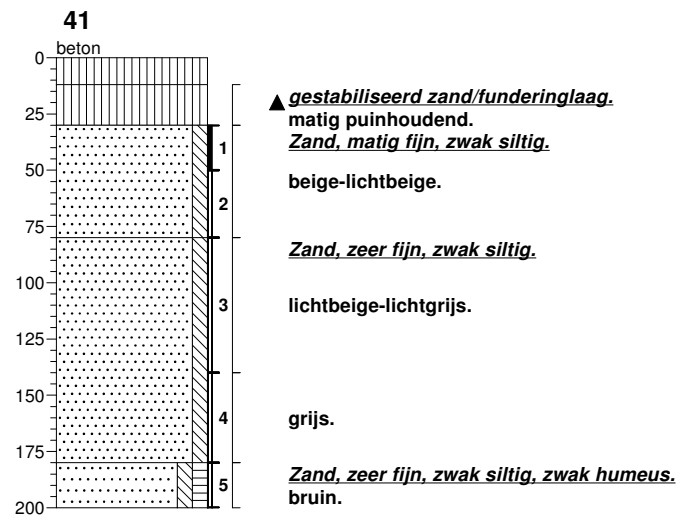 41
beton
0
gestabiliseerd zand/funderinglaag.
25
matig puinhoudend.
Zand, matig fijn, zwak siltig.
1
50
beige-lichtbeige.
2
75
Zand, zeer fijn, zwak siltig.
100
3
lichtbeige-lichtgrijs.
125
150
4
grijs.
175
Zand, zeer fijn, zwak siltig, zwak humeus.
5
bruin.
200